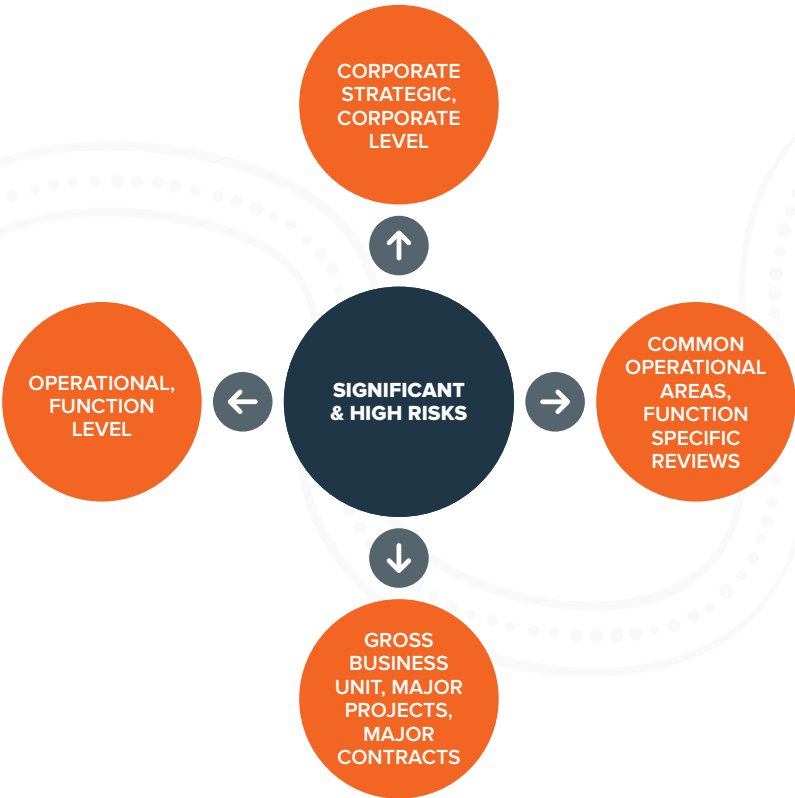 CORPORATE
STRATEGIC,
CORPORATE
LEVEL
OPERATIONAL,
FUNCTION
LEVEL
SIGNIFICANT
& HIGH RISKS
COMMON
OPERATIONAL
AREAS,
FUNCTION
SPECIFIC
REVIEWS
GROSS
BUSINESS
UNIT, MAJOR
PROJECTS,
MAJOR
CONTRACTS